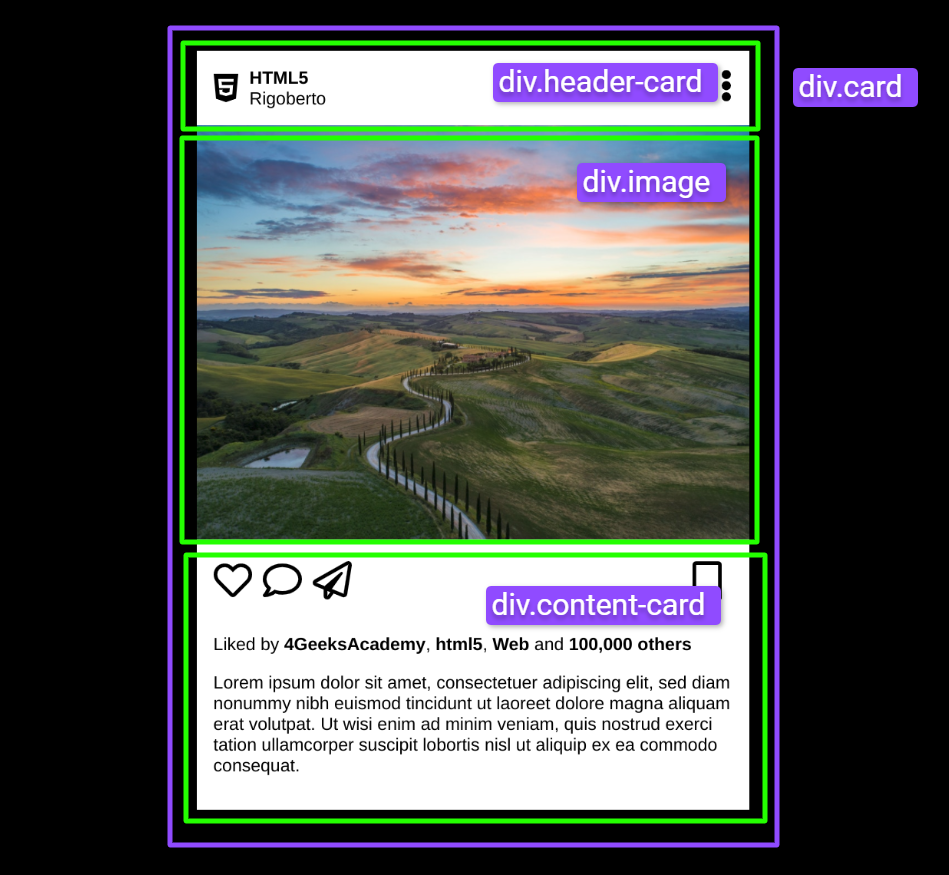 HTML5
Rigoberto
div.header-card
div.card
div.image
div.content-card
Liked by 4GeeksAcademy, html5, Web and 100,000 others
Lorem ipsum dolor sit amet, consectetuer adipiscing elit, sed diam
nonummy nibh euismod tincidunt ut laoreet dolore magna aliquam
erat volutpat. Ut wisi enim ad minim veniam, quis nostrud exerci
tation ullamcorper suscipit lobortis nisl ut aliquip ex ea commodo
consequat.